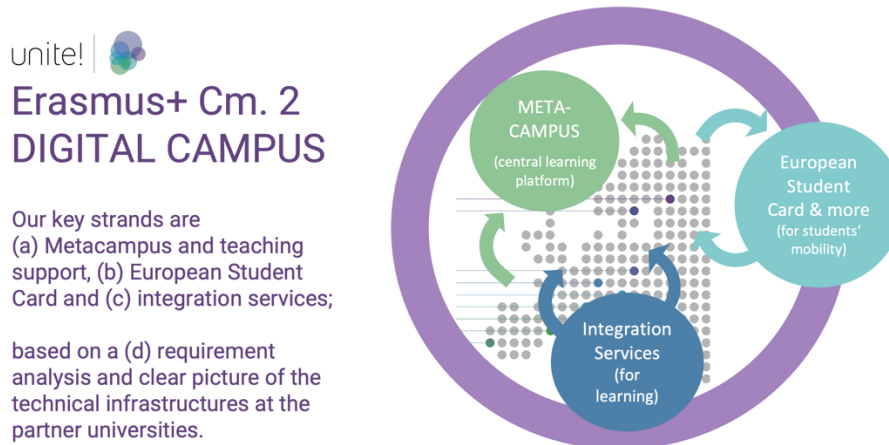 unite!
Erasmus+ Cm. 2
DIGITAL CAMPUS
Our key strands are
(a) Metacampus and teaching
support, (b) European Student
Card and (c) integration services;
based on a (d) requirement
analysis and clear picture of the
technical infrastructures at the
partner universities.
META-
CAMPUS
(central learning
platform)
European
Student
Card & more
(for students‘
mobility)
Integration
Services
(for
learning)